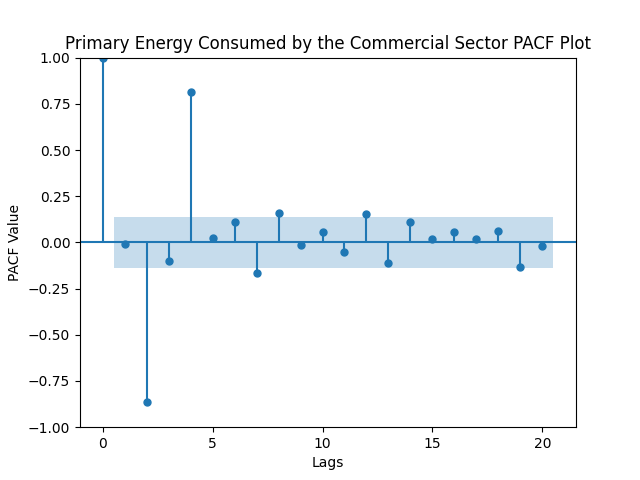 Primary Energy Consumed by the Commercial Sector PACF Plot
1.00
0.75
0.50
0.25
0.00
−0.25
−0.50
−0.75
−1.00
PACF Value
0 5 10 15 20
Lags